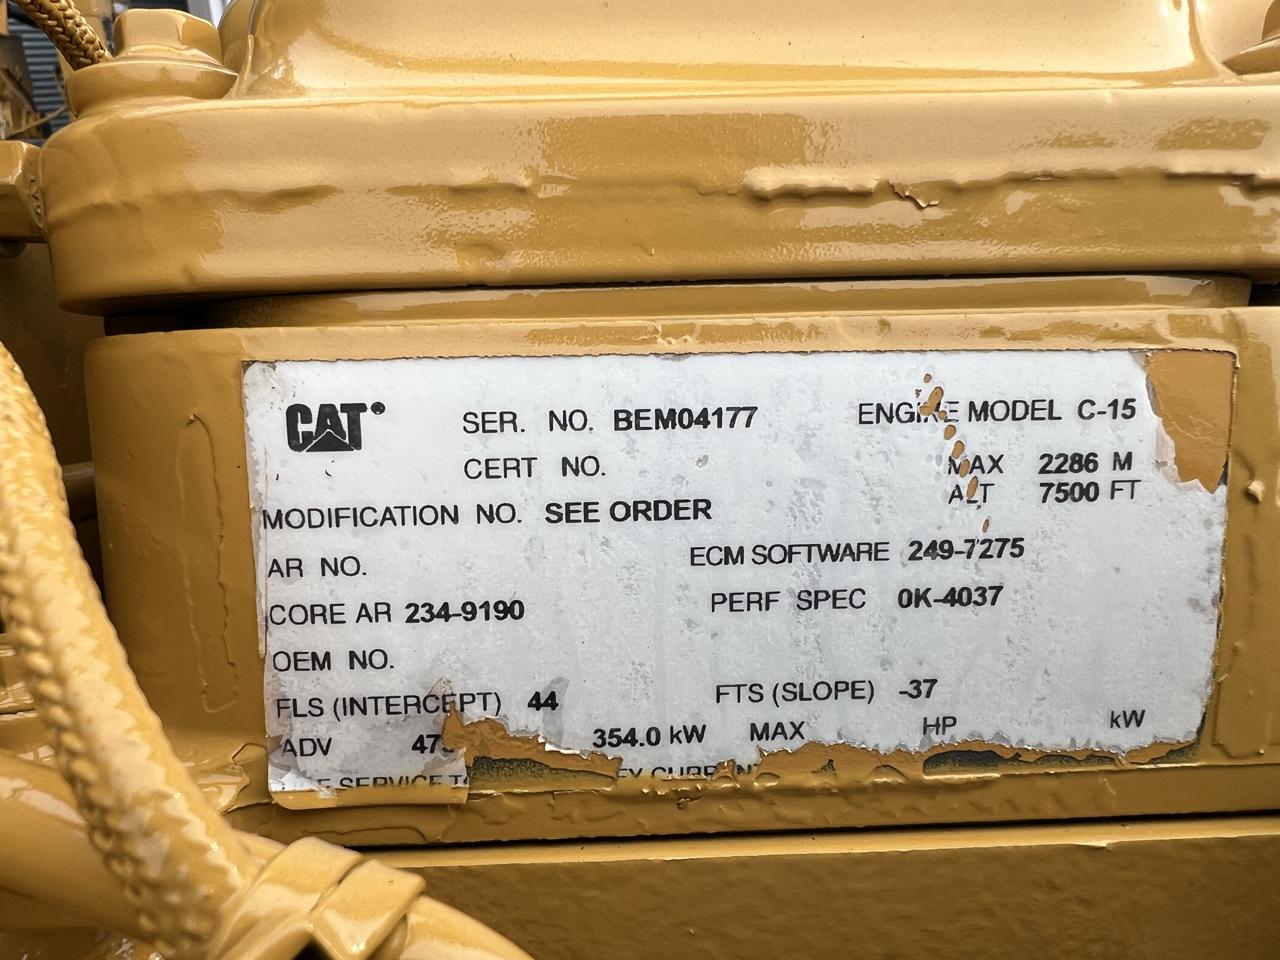 CAT SER. NO. BEM04177 ENGINE MODEL C-15
CERT NO. MAX 2286 M
ALT 7500 FT
MODIFICATION NO. SEE ORDER
AR NO. ECM SOFTWARE 249-7275
CORE AR 234-9190 PERF SPEC 0K-4037
OEM NO.
FLS (INTERCEPT) 44 FTS (SLOPE) -37
ADV 354.0 kW MAX HP kW
SERVICE